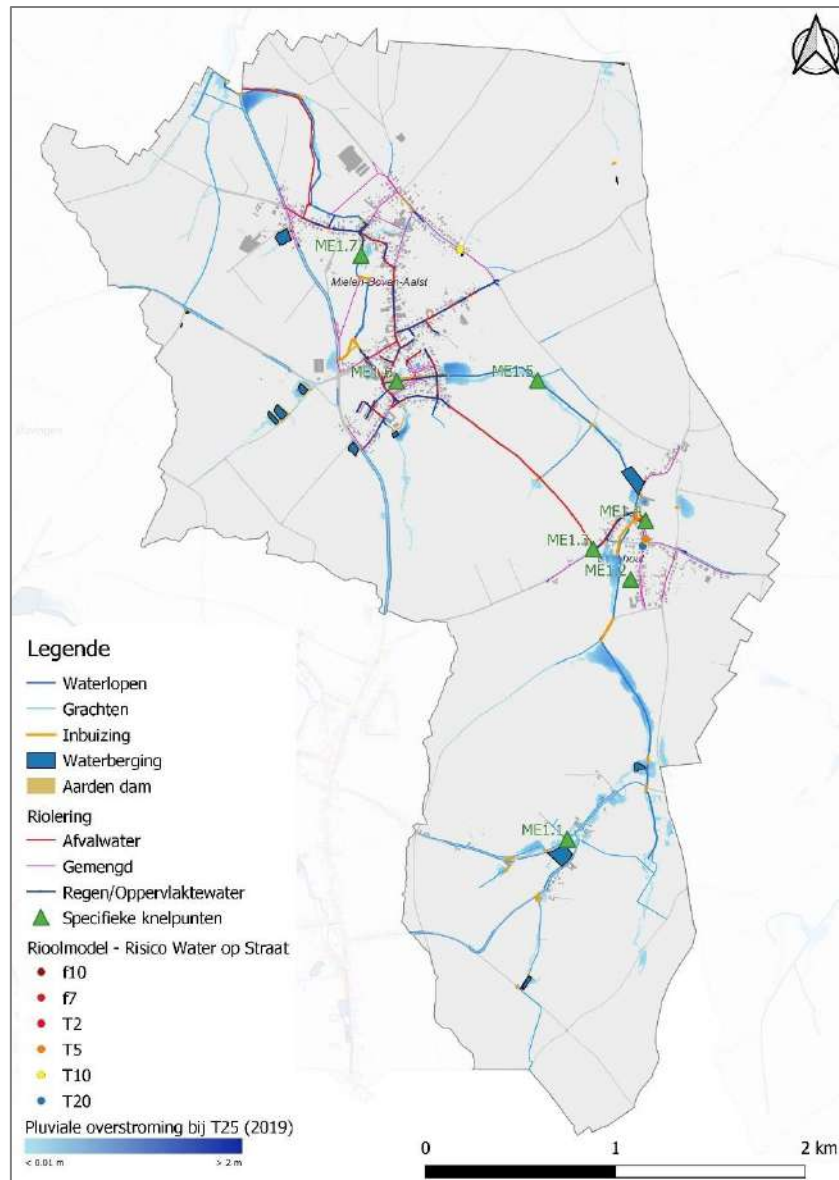 ME1.7
Mielen-Boven-Aalst
ME1.6
ME1.5
ME1.
ME1.3
ME1.2
ME1.1
Legende
Waterlopen
Grachten
Inbuizing
Waterberging
Aarden dam
Riolering
Afvalwater
Gemengd
Regen/Oppervlaktewater
Specifieke knelpunten
Rioolmodel - Risico Water op Straat
f10
f7
T2
T5
T10
T20
Pluviale overstroming bij T25 (2019)
< 0.01 m > 2 m
0 1 2 km